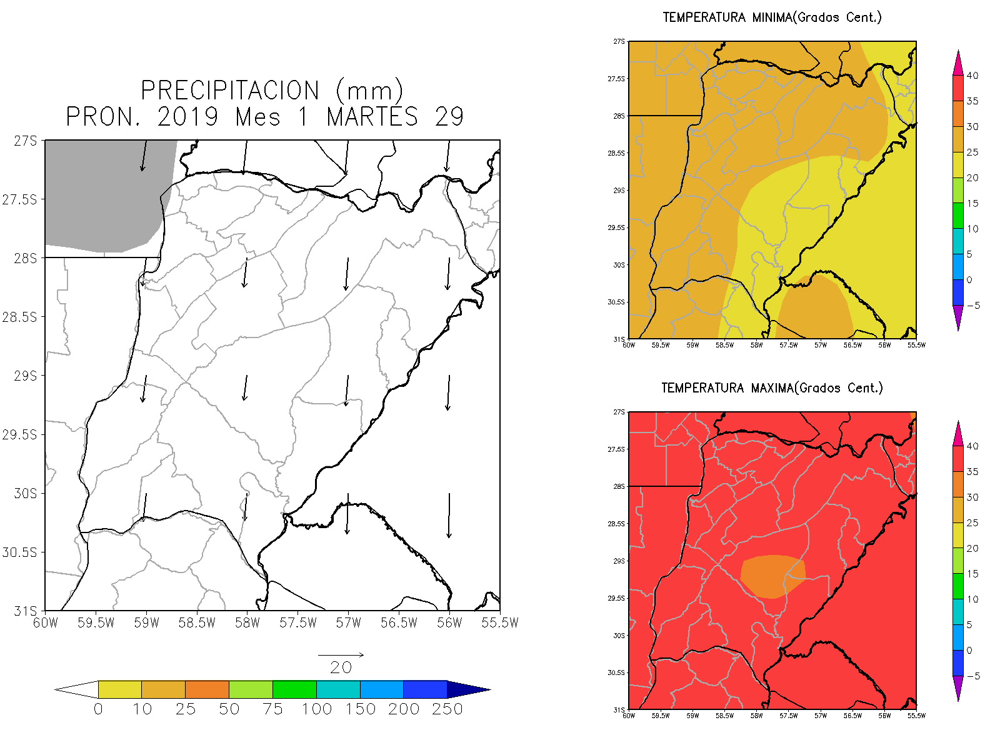 PRECIPITACION (mm)
PRON. 2019 Mes 1 MARTES 29
27S
27.5S
28S
28.5S
29S
29.5S
30S
30.5S
31S
60W 59.5W 59W 58.5W 58W 57.5W 57W 56.5W 56W 55.5W
20
0 10 25 50 75 100 150 200 250
TEMPERATURA MINIMA(Grados Cent.)
27S
27.5S
28S
28.5S
29S
29.5S
30S
30.5S
31S
60W 59.5W 59W 58.5W 58W 57.5W 57W 56.5W 56W 55.5W
40
35
30
25
20
15
10
5
0
-5
TEMPERATURA MAXIMA(Grados Cent.)
27S
27.5S
28S
28.5S
29S
29.5S
30S
30.5S
31S
60W 59.5W 59W 58.5W 58W 57.5W 57W 56.5W 56W 55.5W
40
35
30
25
20
15
10
5
0
-5